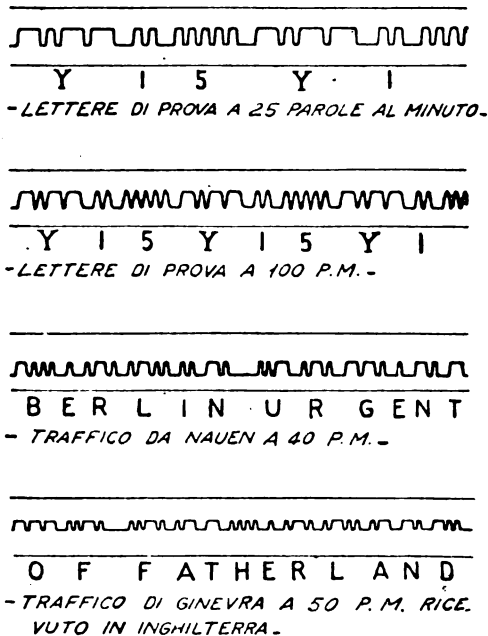 Y I 5 Y I
- LETTERE DI PROVA A 25 PAROLE AL MINUTO -
Y I 5 Y I 5 Y I
- LETTERE DI PROVA A 100 P.M. -
B E R L I N U R G E N T
- TRAFFICO DA NAUEN A 40 P.M. -
O F F A T H E R L A N D
- TRAFFICO DI GINEVRA A 50 P.M. RICE.
VUTO IN INGHILTERRA -